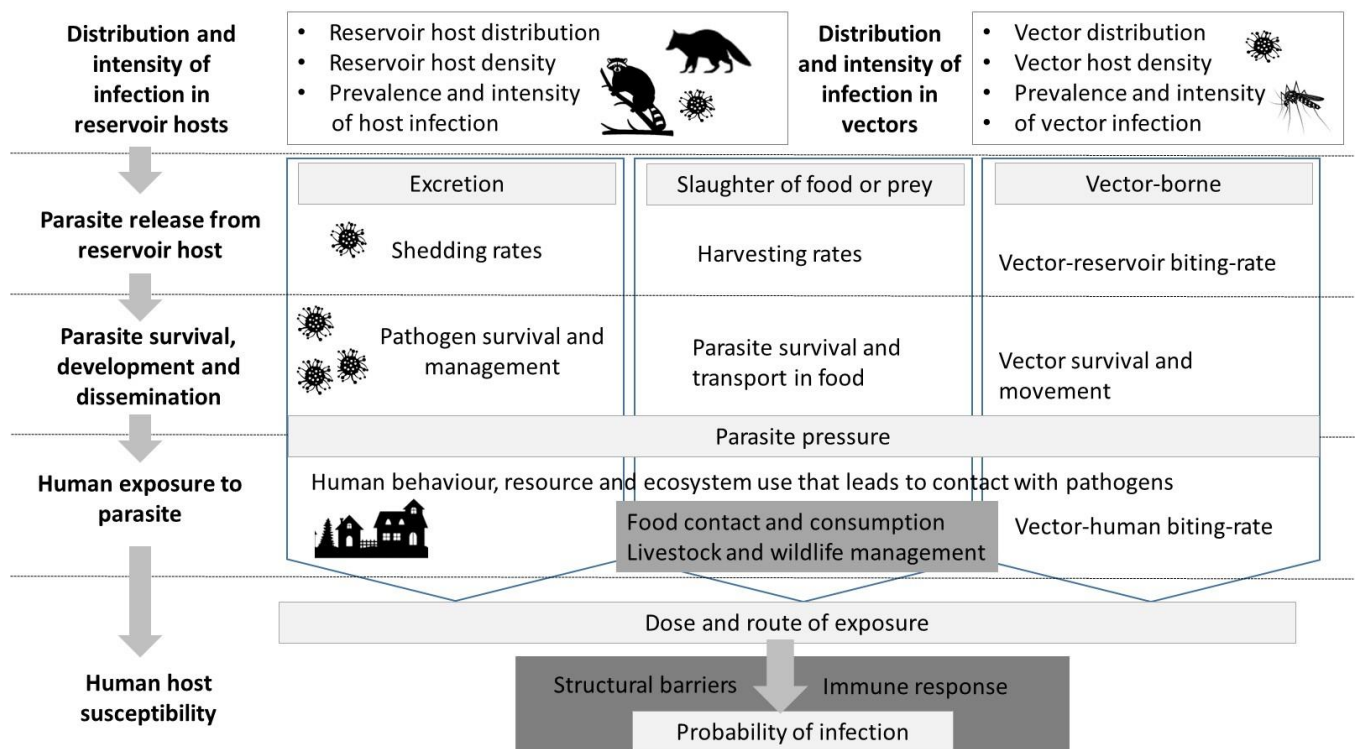 Distribution and
intensity of
infection in
reservoir hosts
• Reservoir host distribution
• Reservoir host density
• Prevalence and intensity
of host infection
Distribution
and intensity of
infection in
vectors
• Vector distribution
• Vector host density
• Prevalence and intensity
• of vector infection
Parasite release from
reservoir host
Excretion
Slaughter of food or prey
Vector-borne
Shedding rates
Harvesting rates
Vector-reservoir biting-rate
Parasite survival,
development and
dissemination
Pathogen survival and
management
Parasite survival and
transport in food
Vector survival and
movement
Parasite pressure
Human exposure to
parasite
Human behaviour, resource and ecosystem use that leads to contact with pathogens
Food contact and consumption
Livestock and wildlife management
Vector-human biting-rate
Dose and route of exposure
Human host
susceptibility
Structural barriers
Immune response
Probability of infection